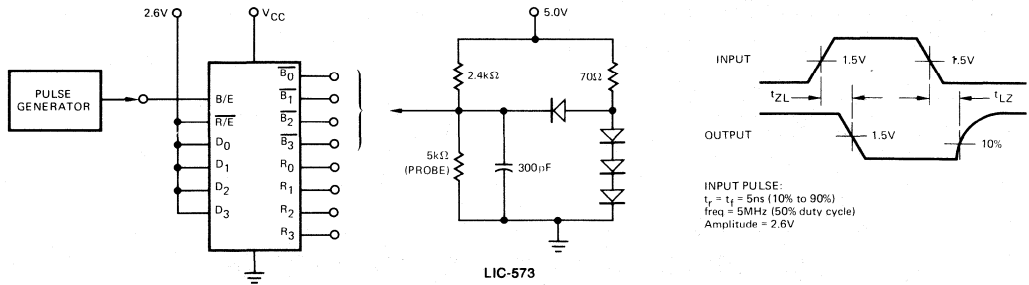 2.6V
VCC
PULSE
GENERATOR
B/E
R/E
D0
D1
D2
D3
B0
B1
B2
B3
R0
R1
R2
R3
5.0V
2.4kΩ
70Ω
5kΩ
(PROBE)
300pF
LIC-573
INPUT
1.5V
1.5V
tZL
tLZ
OUTPUT
1.5V
10%
INPUT PULSE:
tr = tf = 5ns (10% to 90%)
freq = 5MHz (50% duty cycle)
Amplitude = 2.6V